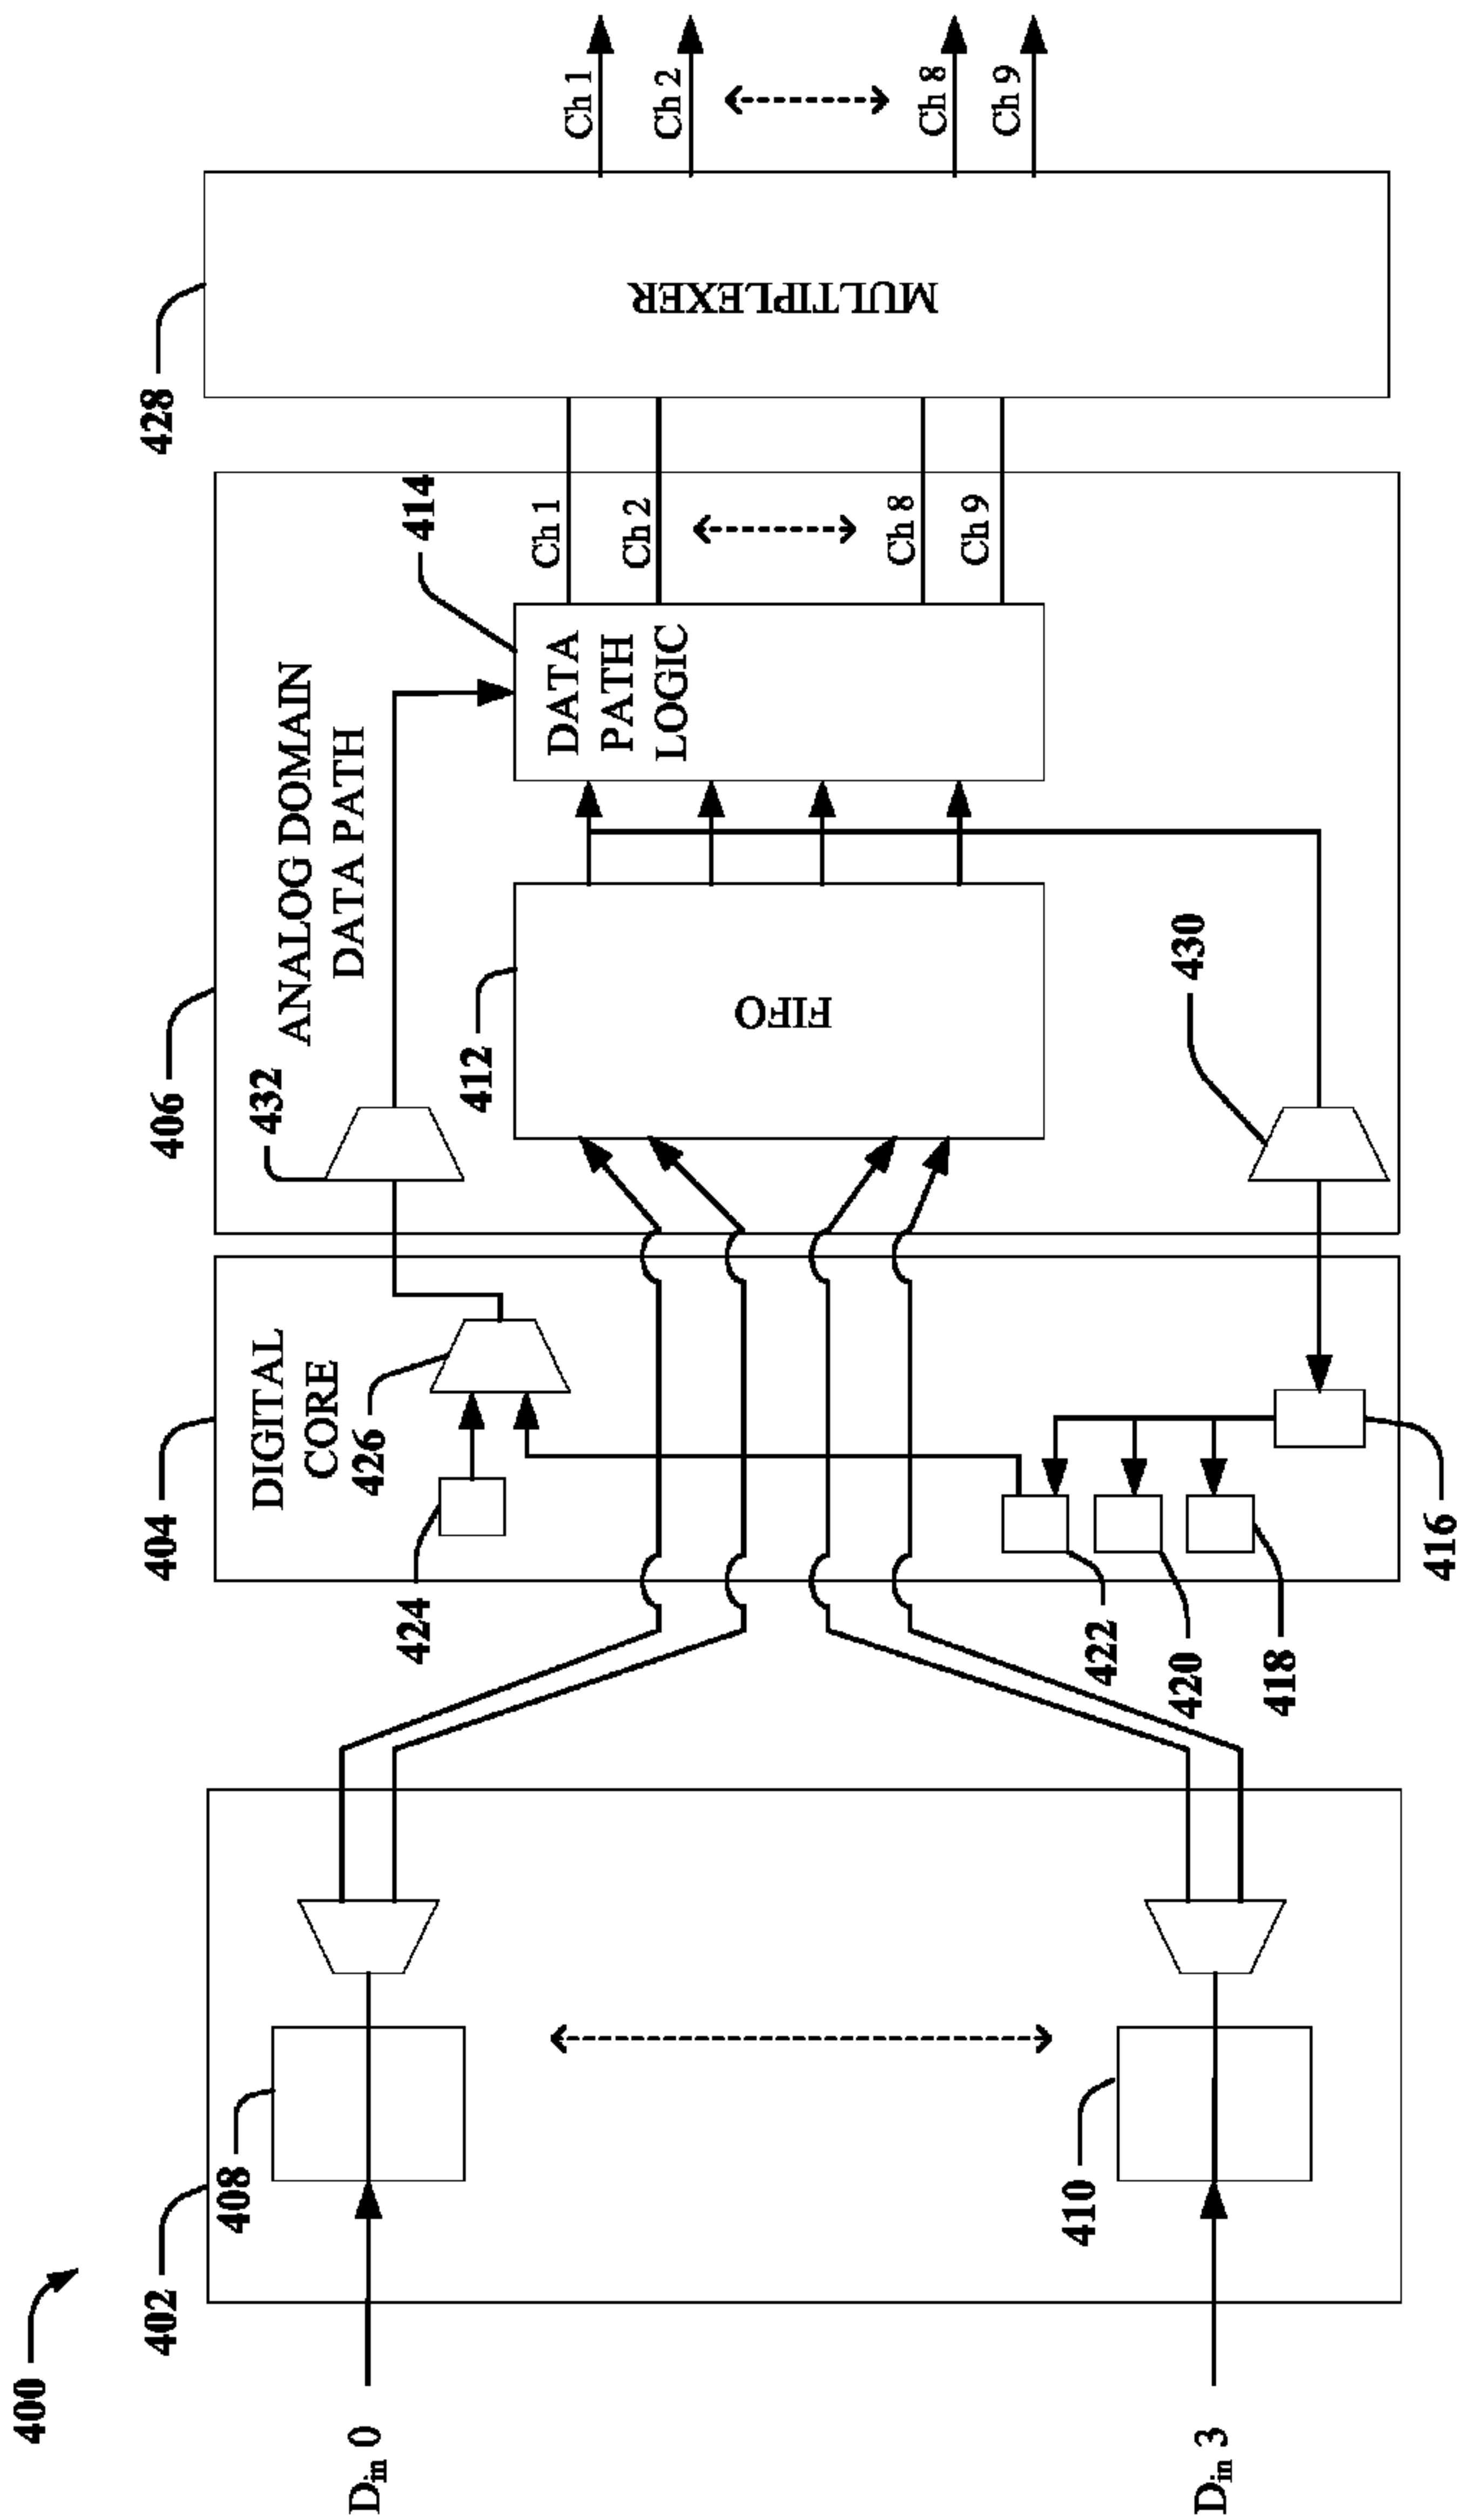 400
402
408
D_in 0
410
D_in 3
404
DIGITAL
CORE
426
424
422
420
418
416
406
432
ANALOG DOMAIN
DATA PATH
412
FIFO
430
414
DATA
PATH
LOGIC
Ch 1
Ch 2
Ch 8
Ch 9
428
MULTIPLEXER
Ch 1
Ch 2
Ch 8
Ch 9